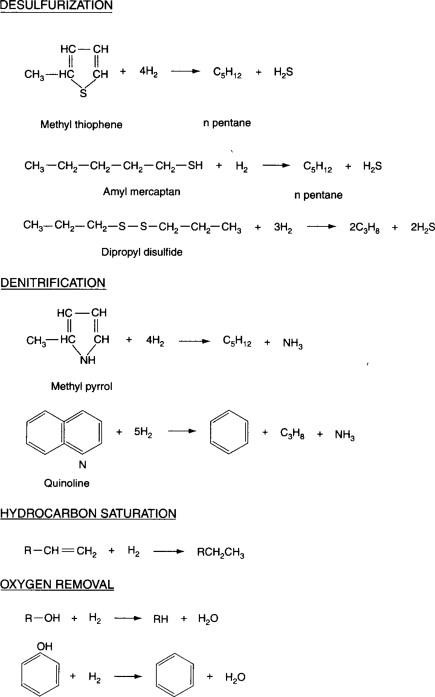 DESULFURIZATION
HC — CH
CH₃—HC CH + 4H₂ → C₅H₁₂ + H₂S
S
Methyl thiophene n pentane
CH₃—CH₂—CH₂—CH₂—CH₂—SH + H₂ → C₅H₁₂ + H₂S
Amyl mercaptan n pentane
CH₃—CH₂—CH₂—S—S—CH₂—CH₂—CH₃ + 3H₂ → 2C₃H₈ + 2H₂S
Dipropyl disulfide
DENITRIFICATION
HC — CH
CH₃—HC CH + 4H₂ → C₅H₁₂ + NH₃
NH
Methyl pyrrol
+ 5H₂ → + C₃H₈ + NH₃
N
Quinoline
HYDROCARBON SATURATION
R—CH=CH₂ + H₂ → RCH₂CH₃
OXYGEN REMOVAL
R—OH + H₂ → RH + H₂O
OH
+ H₂ → + H₂O